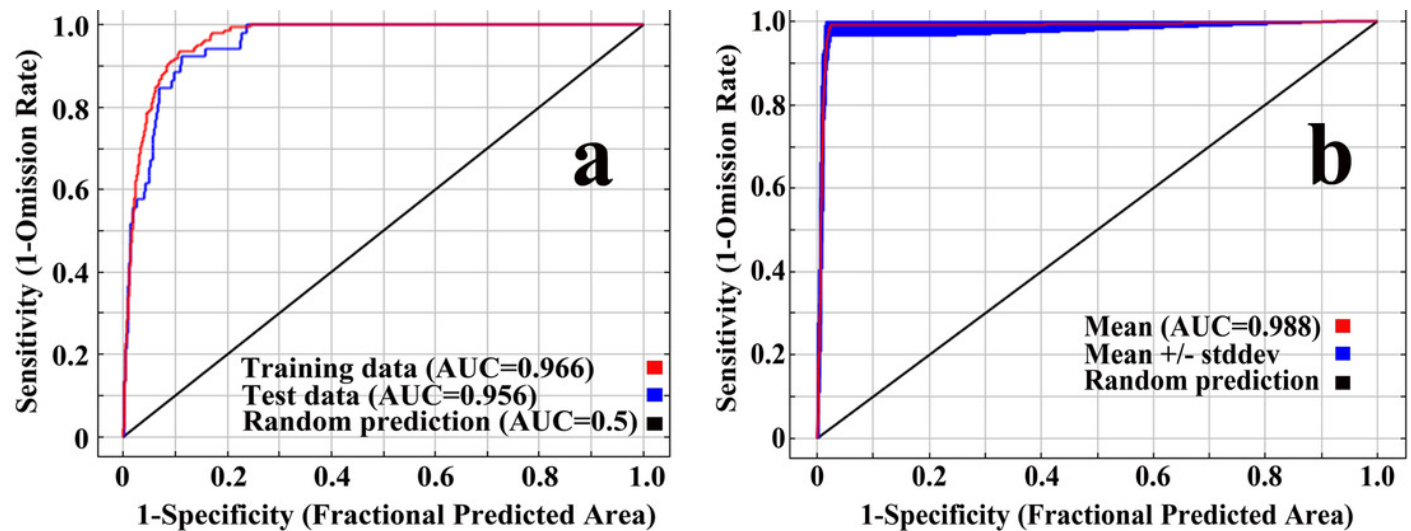 Sensitivity (1-Omission Rate)
1.0
0.8
0.6
0.4
0.2
0
a
Training data (AUC=0.966)
Test data (AUC=0.956)
Random prediction (AUC=0.5)
0 0.2 0.4 0.6 0.8 1.0
1-Specificity (Fractional Predicted Area)
Sensitivity (1-Omission Rate)
1.0
0.8
0.6
0.4
0.2
0
b
Mean (AUC=0.988)
Mean +/- stddev
Random prediction
0 0.2 0.4 0.6 0.8 1.0
1-Specificity (Fractional Predicted Area)